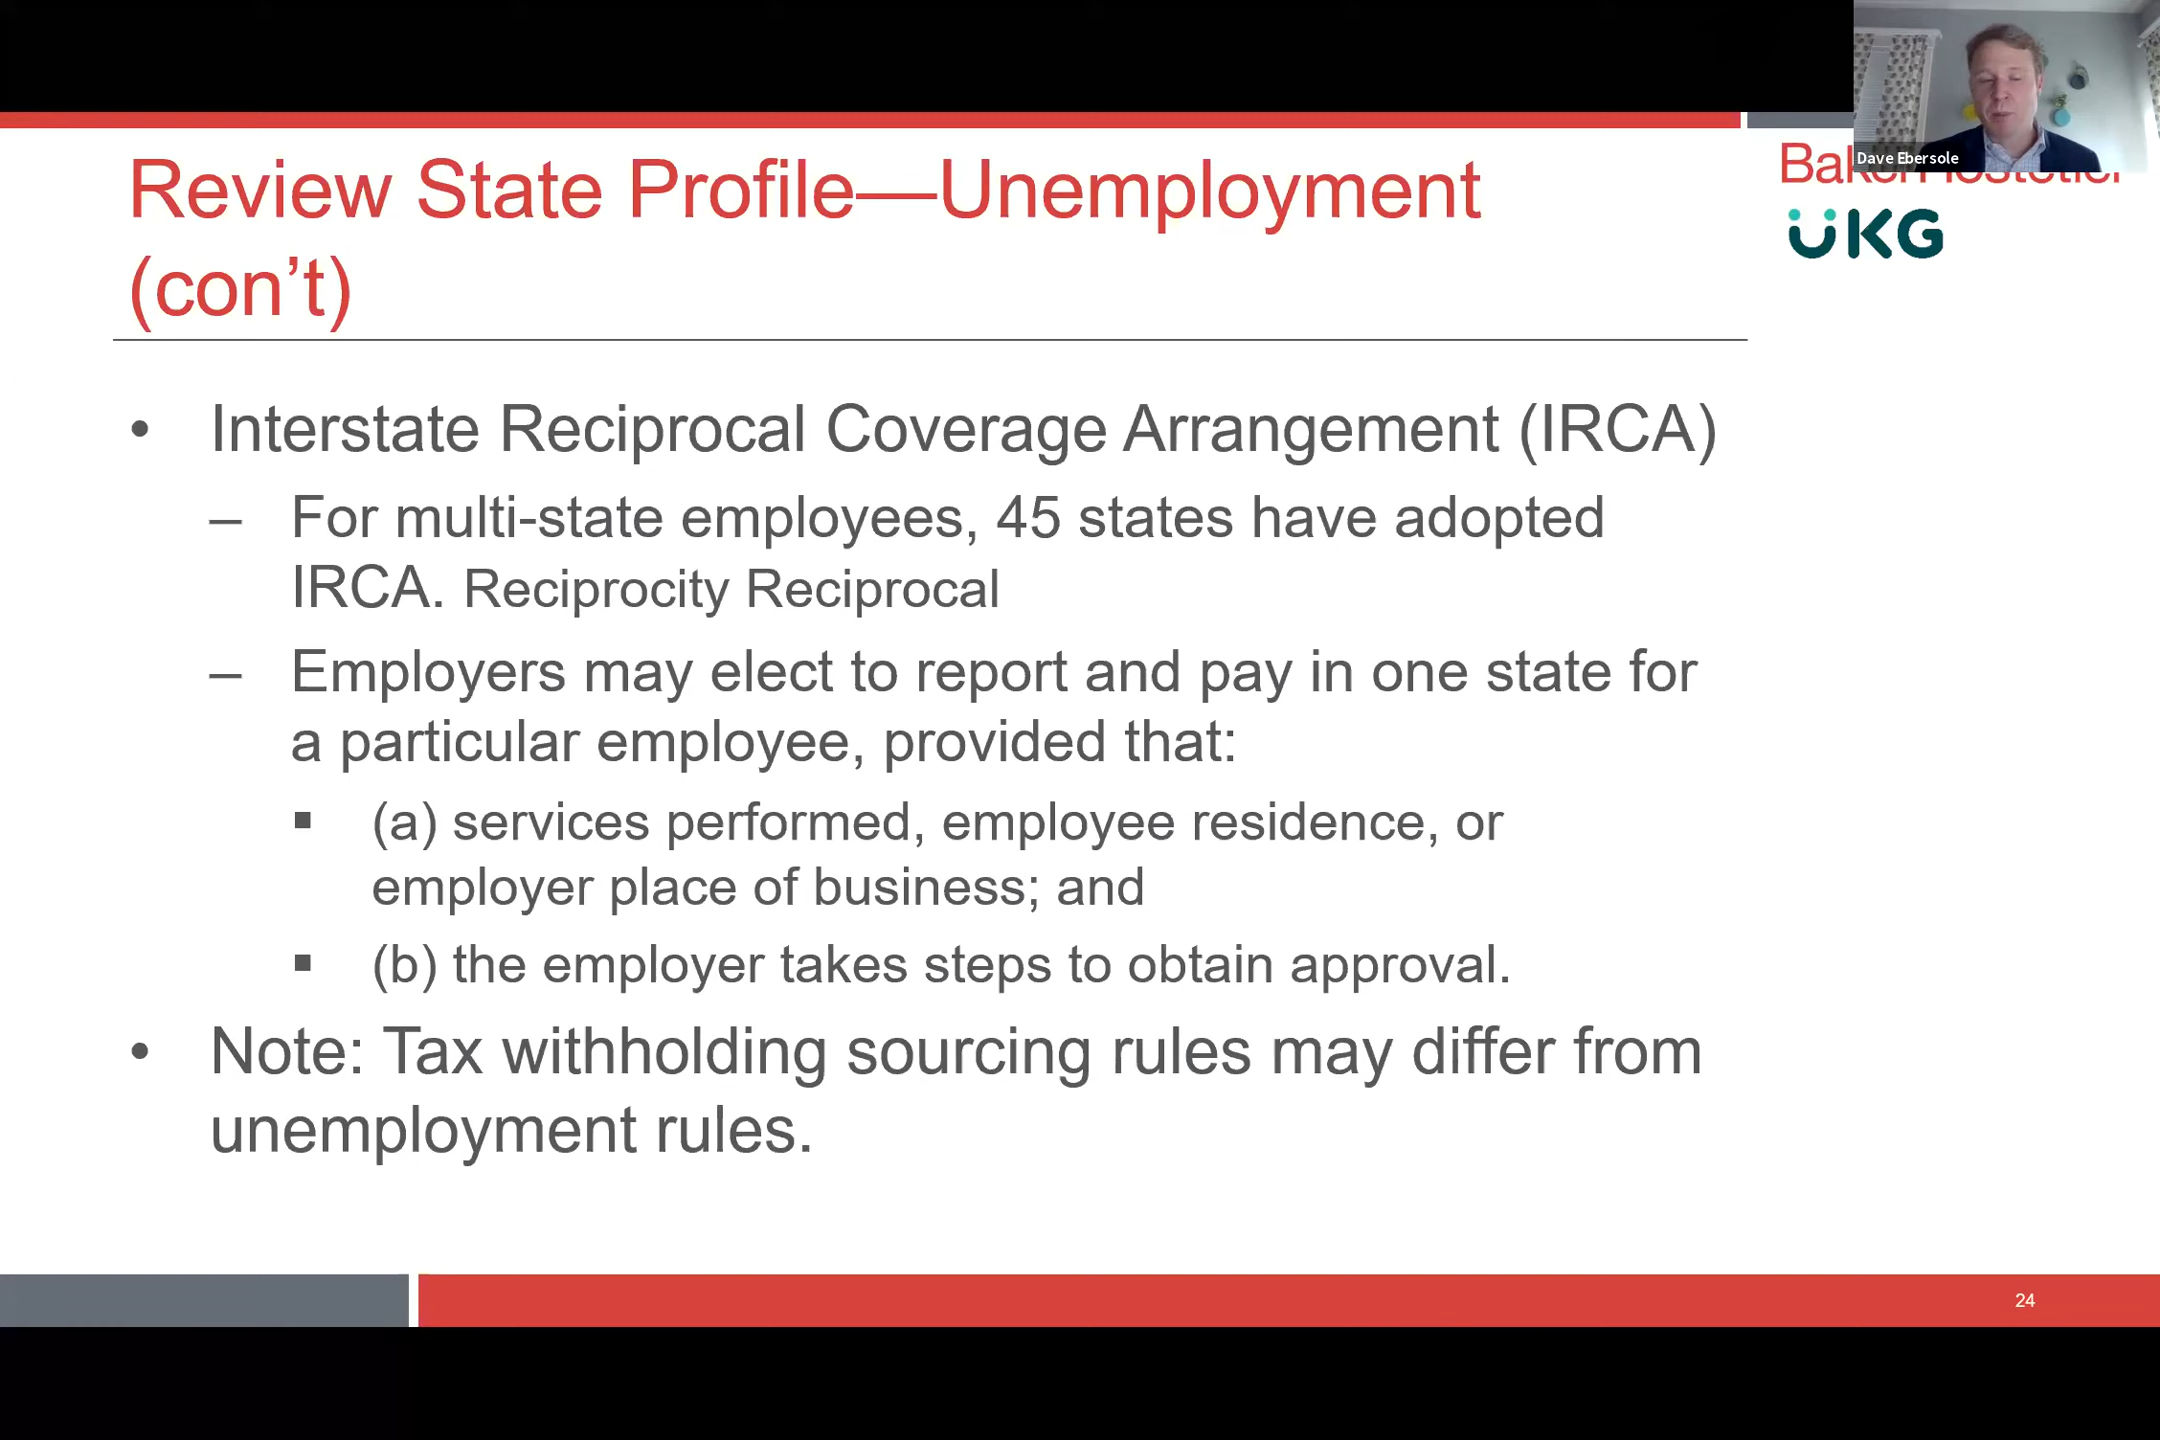 Dave Ebersole
UKG
Review State Profile—Unemployment
(con’t)
• Interstate Reciprocal Coverage Arrangement (IRCA)
– For multi-state employees, 45 states have adopted
IRCA. Reciprocity Reciprocal
– Employers may elect to report and pay in one state for
a particular employee, provided that:
▪ (a) services performed, employee residence, or
employer place of business; and
▪ (b) the employer takes steps to obtain approval.
• Note: Tax withholding sourcing rules may differ from
unemployment rules.
24